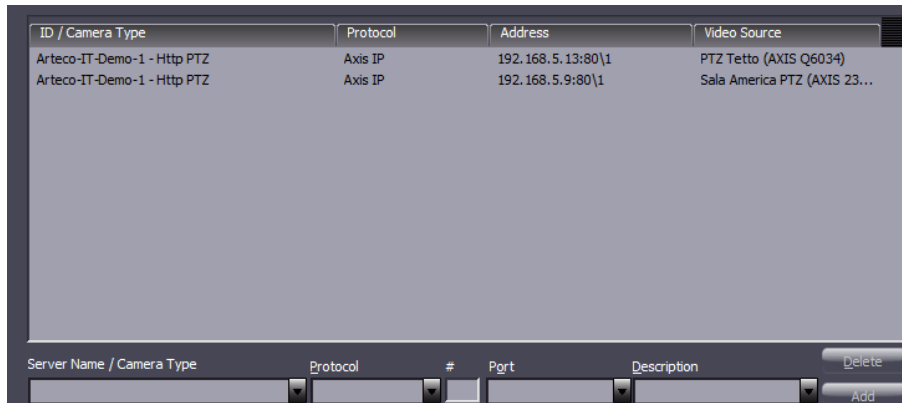 ID / Camera Type Protocol Address Video Source
Arteco-IT-Demo-1 - Http PTZ Axis IP 192.168.5.13:80\1 PTZ Tetto (AXIS Q6034)
Arteco-IT-Demo-1 - Http PTZ Axis IP 192.168.5.9:80\1 Sala America PTZ (AXIS 23...
Server Name / Camera Type Protocol # Port Description Delete
Add